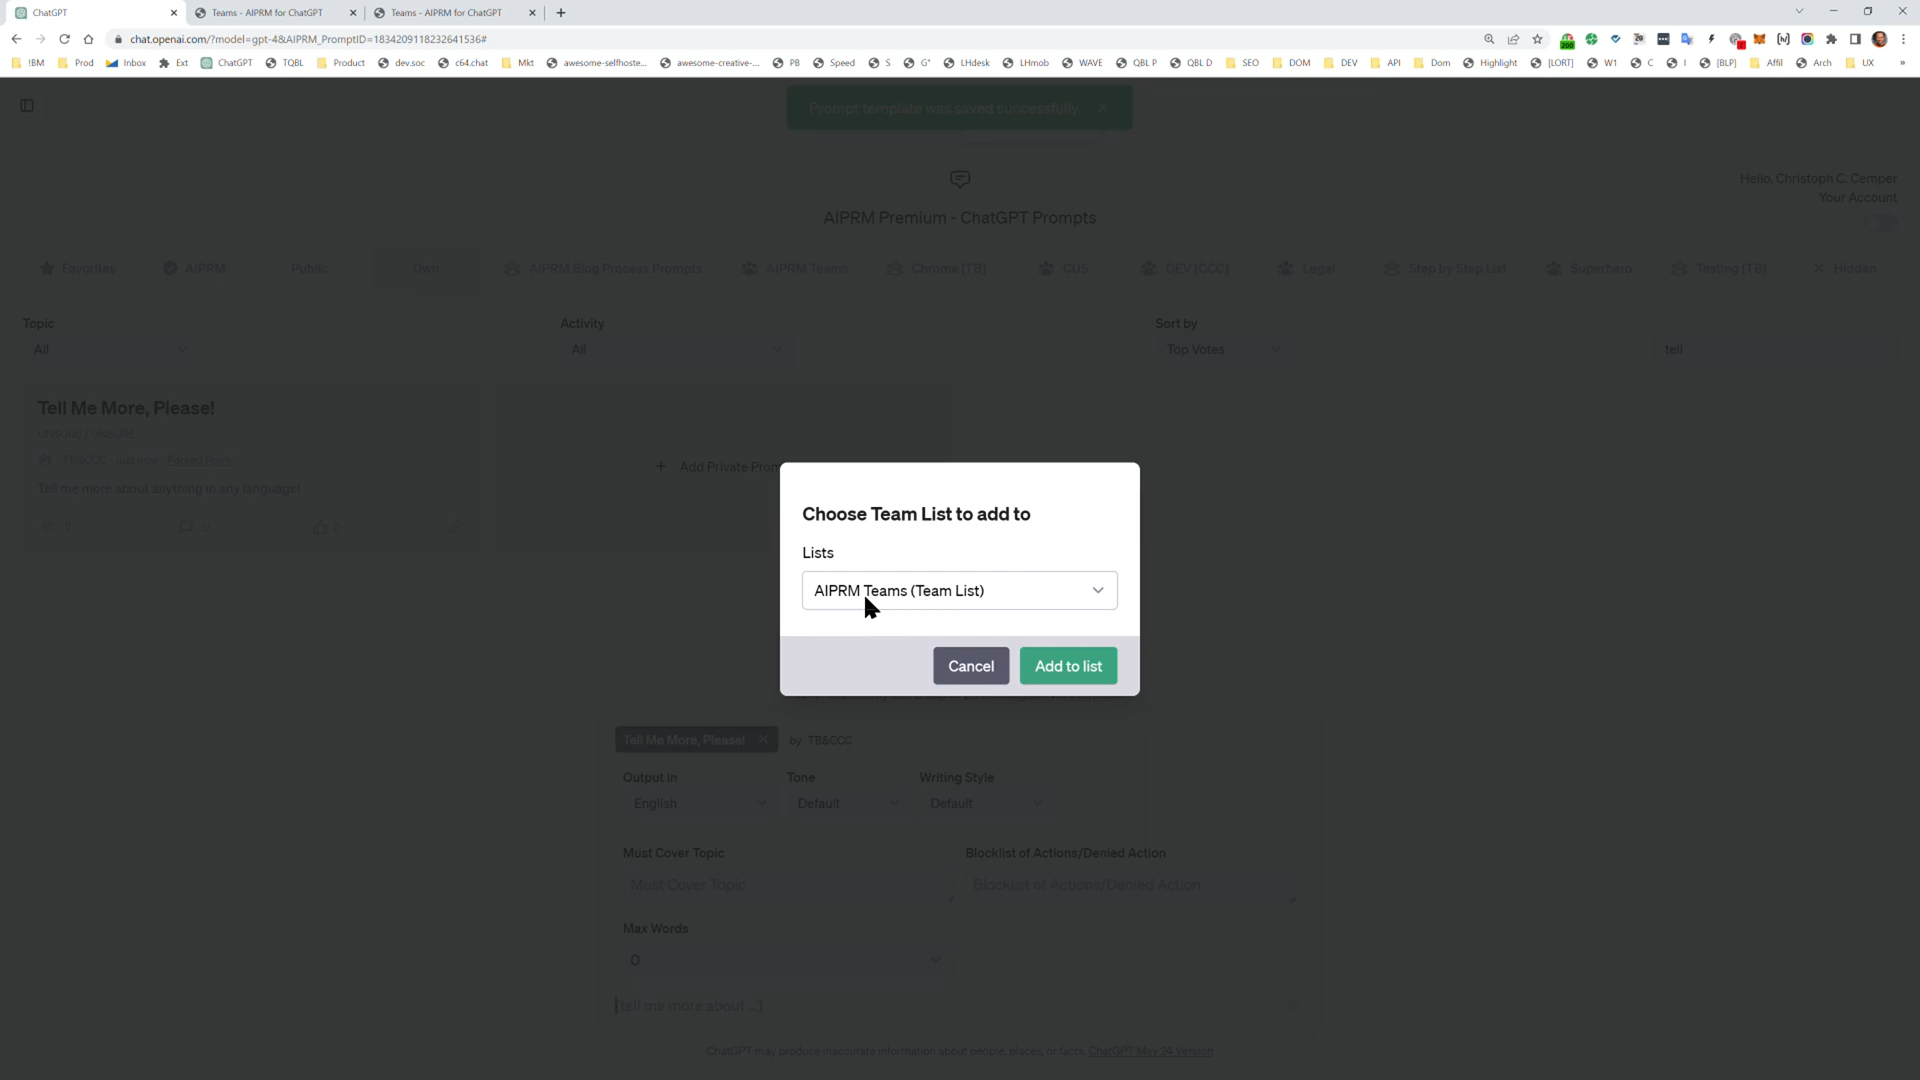 ChatGPT
Teams - AIPRM for ChatGPT
Teams - AIPRM for ChatGPT
chat.openai.com/?model=gpt-4&AIPRM_PromptID=1834209118232641536#
!BM Prod Inbox Ext ChatGPT TQBL Product dev.soc c64.chat Mkt awesome-selfhoste... awesome-creative-... PB Speed S G* LHdesk LHmob WAVE QBL P QBL D SEO DOM DEV API Dom Highlight [LORT] W1 C I [BLP] Affil Arch UX »
Prompt template was saved successfully.
Hello, Christoph C. Cemper
Your Account
AIPRM Premium - ChatGPT Prompts
Favorites AIPRM Public Own AIPRM Blog Process Prompts AIPRM Teams Chrome [TB] CUS DEV [CCC] Legal Step by Step List Superhero Testing [TB] Hidden
Topic Activity Sort by
All All Top Votes tell
Tell Me More, Please!
UNSURE / UNSURE
TB&CCC · just now · Forked From
Tell me more about anything in any language!
0 0 0
+ Add Private Prom
Choose Team List to add to
Lists
AIPRM Teams (Team List)
Cancel Add to list
Tell Me More, Please! by TB&CCC
Output in Tone Writing Style
English Default Default
Must Cover Topic Blocklist of Actions/Denied Action
Must Cover Topic Blocklist of Actions/Denied Action
Max Words
0
[tell me more about...]
ChatGPT may produce inaccurate information about people, places, or facts. ChatGPT May 24 Version